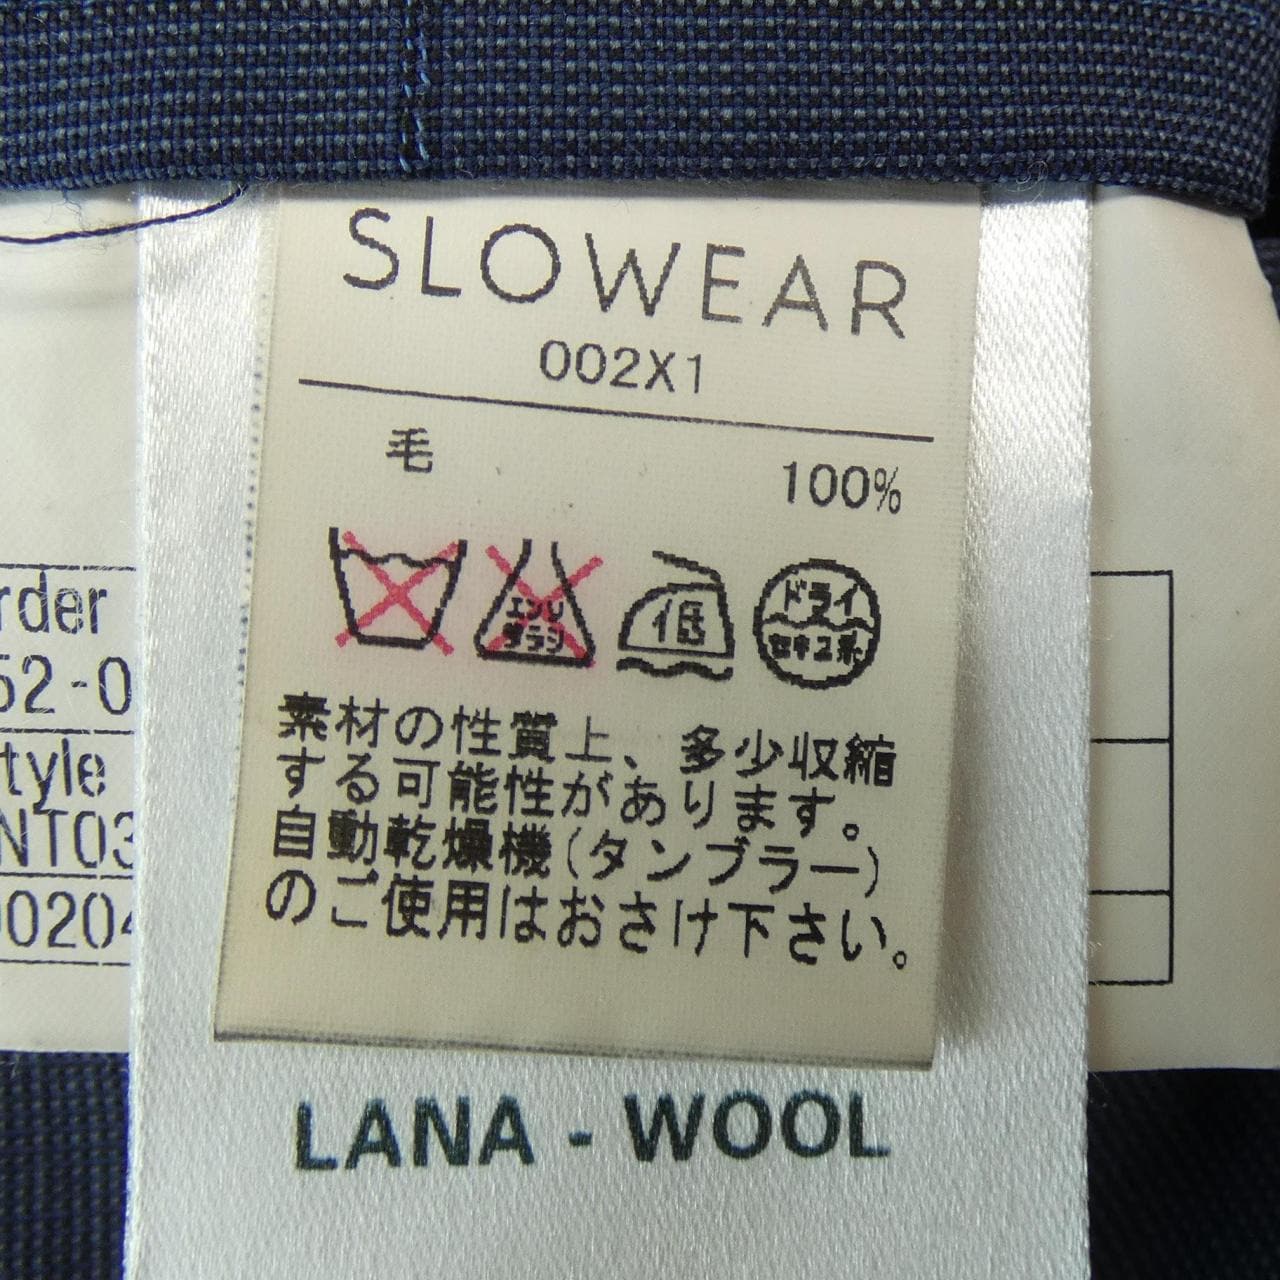 SLOWEAR
002X1
毛 100%
エンソ
サラシ
低
ドライ
セキユ系
素材の性質上、多少収縮
する可能性があります。
自動乾燥機(タンブラー)
のご使用はおさけ下さい。
LANA - WOOL
rder
52-0
tyle
NT03
00204